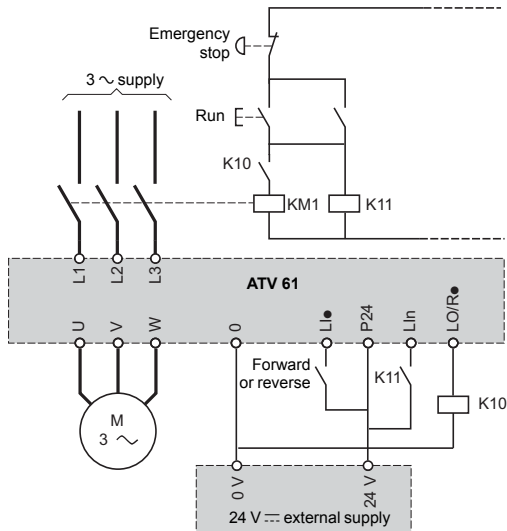 Emergency
stop
3 ∿ supply
Run
K10
KM1
K11
L1
L2
L3
ATV 61
U
V
W
0
LI●
P24
LIn
LO/R●
Forward
or reverse
K11
K10
M
3 ∿
0 V
24 V
24 V ⎓ external supply